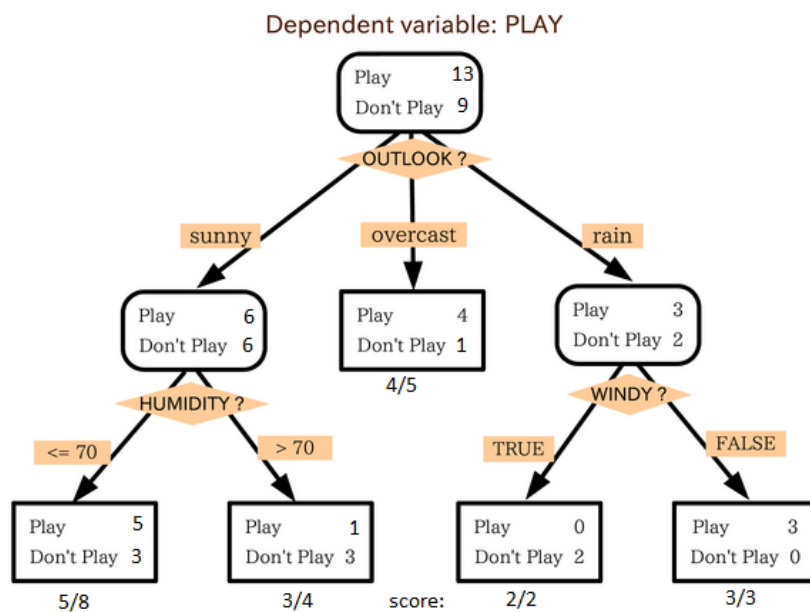 Dependent variable: PLAY
Play 13
Don't Play 9
OUTLOOK ?
sunny
overcast
rain
Play 6
Don't Play 6
Play 4
Don't Play 1
Play 3
Don't Play 2
4/5
HUMIDITY ?
WINDY ?
<= 70
> 70
TRUE
FALSE
Play 5
Don't Play 3
Play 1
Don't Play 3
Play 0
Don't Play 2
Play 3
Don't Play 0
5/8
3/4
score:
2/2
3/3